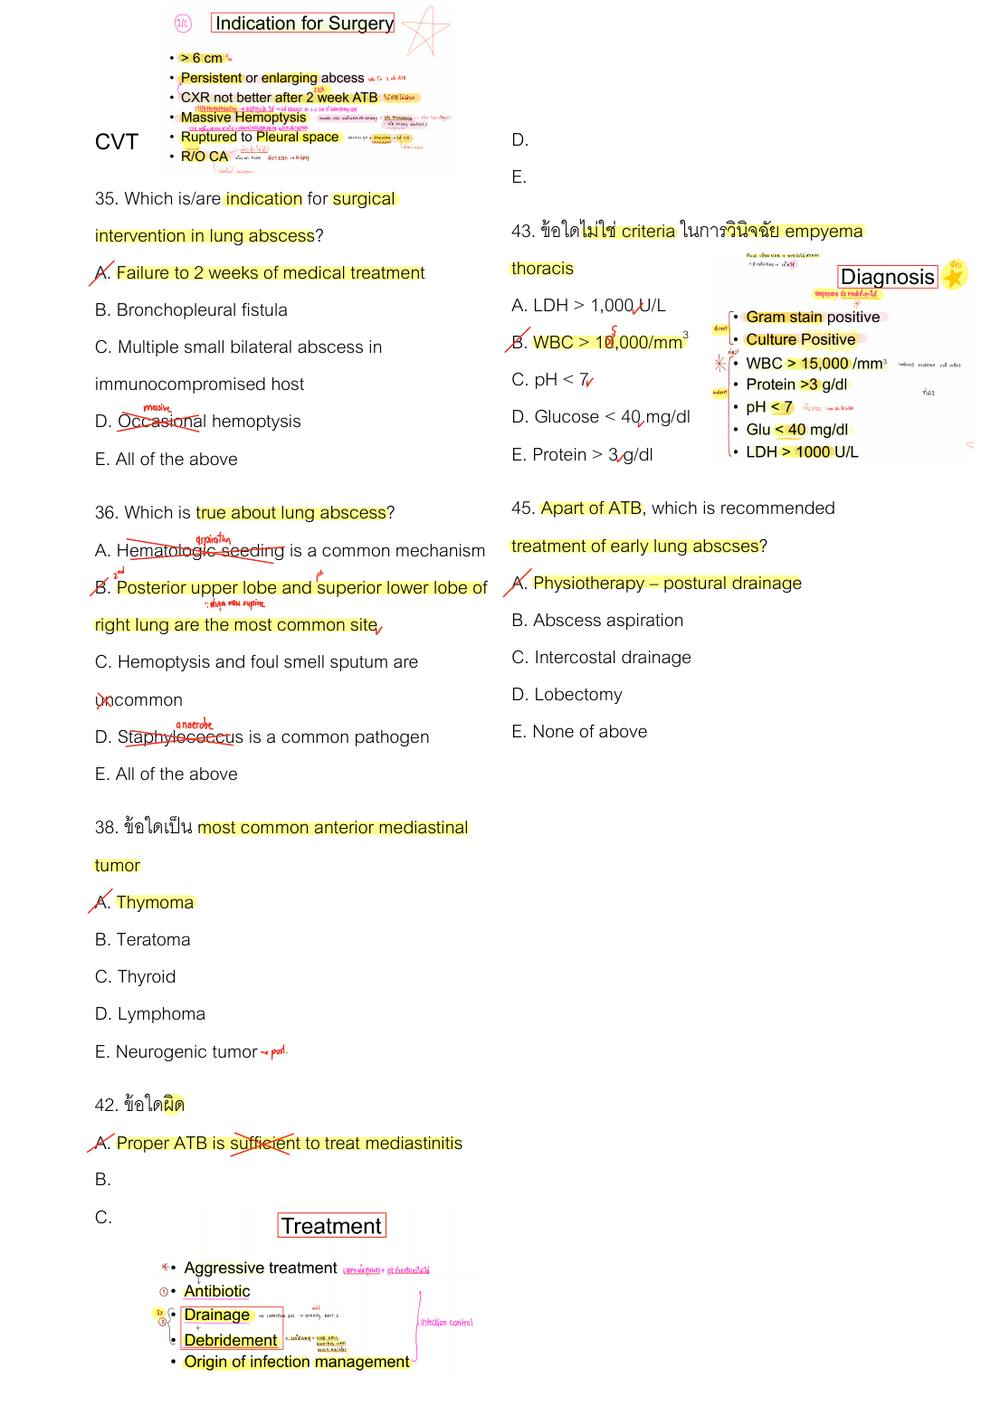 I/C
Indication for Surgery
• > 6 cm
• Persistent or enlarging abcess
• CXR not better after 2 week ATB
• Massive Hemoptysis
• Ruptured to Pleural space
• R/O CA
CVT
35. Which is/are indication for surgical
intervention in lung abscess?
A. Failure to 2 weeks of medical treatment
B. Bronchopleural fistula
C. Multiple small bilateral abscess in
immunocompromised host
massive
D. Occasional hemoptysis
E. All of the above
36. Which is true about lung abscess?
aspiration
A. Hematologic seeding is a common mechanism
2nd 1st
B. Posterior upper lobe and superior lower lobe of
right lung are the most common site
C. Hemoptysis and foul smell sputum are
uncommon
anaerobe
D. Staphylococcus is a common pathogen
E. All of the above
38. ข้อใดเป็น most common anterior mediastinal
tumor
A. Thymoma
B. Teratoma
C. Thyroid
D. Lymphoma
E. Neurogenic tumor → post.
42. ข้อใดผิด
A. Proper ATB is sufficient to treat mediastinitis
B.
C.
Treatment
• Aggressive treatment
① • Antibiotic
② • Drainage
• Debridement
• Origin of infection management
infection control
D.
E.
43. ข้อใดไม่ใช่ criteria ในการวินิจฉัย empyema
thoracis
A. LDH > 1,000 U/L
5
B. WBC > 10,000/mm3
C. pH < 7
D. Glucose < 40 mg/dl
E. Protein > 3 g/dl
Diagnosis
direct
• Gram stain positive
• Culture Positive
• WBC > 15,000 /mm3
• Protein >3 g/dl
indirect
• pH < 7
• Glu < 40 mg/dl
• LDH > 1000 U/L
45. Apart of ATB, which is recommended
treatment of early lung abscses?
A. Physiotherapy – postural drainage
B. Abscess aspiration
C. Intercostal drainage
D. Lobectomy
E. None of above